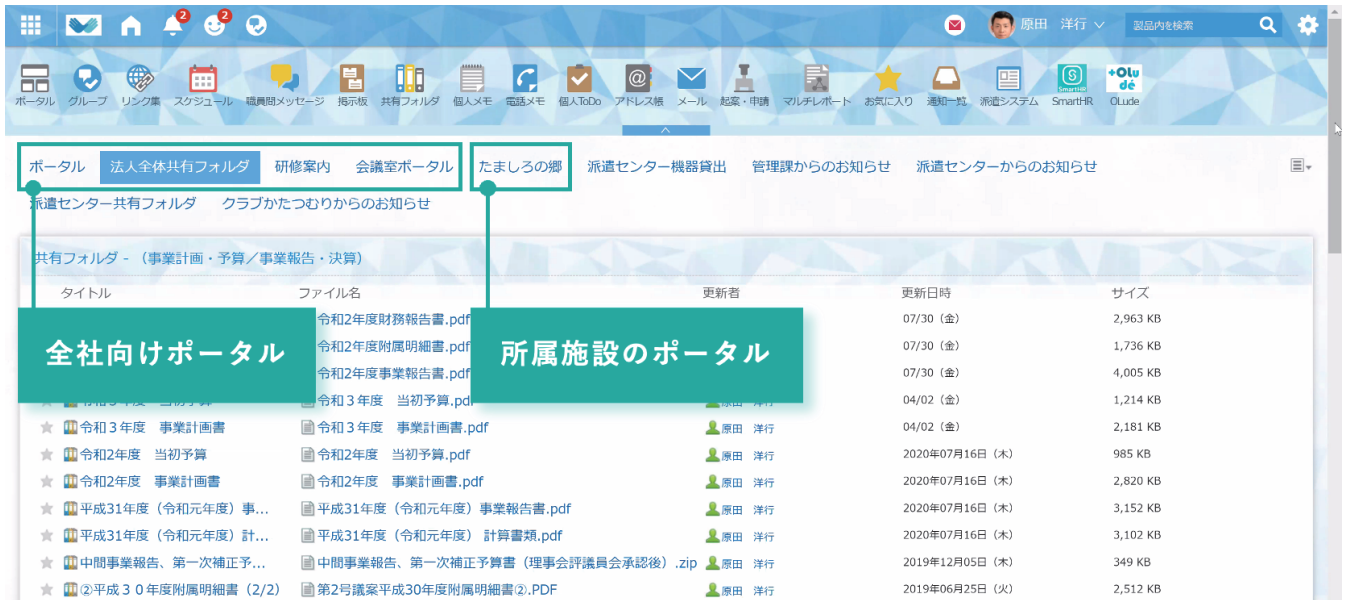 2
2
原田 洋行
製品内を検索
ポータル
グループ
リンク集
スケジュール
職員間メッセージ
掲示板
共有フォルダ
個人メモ
電話メモ
個人ToDo
アドレス帳
メール
起案・申請
マルチレポート
お気に入り
通知一覧
派遣システム
SmartHR
OLude
S
SmartHR
+OLu
dé
ポータル 法人全体共有フォルダ 研修案内 会議室ポータル たましろの郷 派遣センター機器貸出 管理課からのお知らせ 派遣センターからのお知らせ
派遣センター共有フォルダ クラブかたつむりからのお知らせ
共有フォルダ - （事業計画・予算／事業報告・決算）
タイトル ファイル名 更新者 更新日時 サイズ
令和2年度財務報告書.pdf 07/30（金） 2,963 KB
令和2年度附属明細書.pdf 07/30（金） 1,736 KB
令和2年度事業報告書.pdf 07/30（金） 4,005 KB
全社向けポータル
所属施設のポータル
令和３年度 当初予算 令和３年度 当初予算.pdf 原田 洋行 04/02（金） 1,214 KB
令和３年度 事業計画書 令和３年度 事業計画書.pdf 原田 洋行 04/02（金） 2,181 KB
令和2年度 当初予算 令和2年度 当初予算.pdf 原田 洋行 2020年07月16日（木） 985 KB
令和2年度 事業計画書 令和2年度 事業計画書.pdf 原田 洋行 2020年07月16日（木） 2,820 KB
平成31年度（令和元年度）事... 平成31年度（令和元年度）事業報告書.pdf 原田 洋行 2020年07月16日（木） 3,152 KB
平成31年度（令和元年度）計... 平成31年度（令和元年度） 計算書類.pdf 原田 洋行 2020年07月16日（木） 3,102 KB
中間事業報告、第一次補正予... 中間事業報告、第一次補正予算書（理事会評議員会承認後）.zip 原田 洋行 2019年12月05日（木） 349 KB
②平成３０年度附属明細書（2/2） 第2号議案平成30年度附属明細書②.PDF 原田 洋行 2019年06月25日（火） 2,512 KB